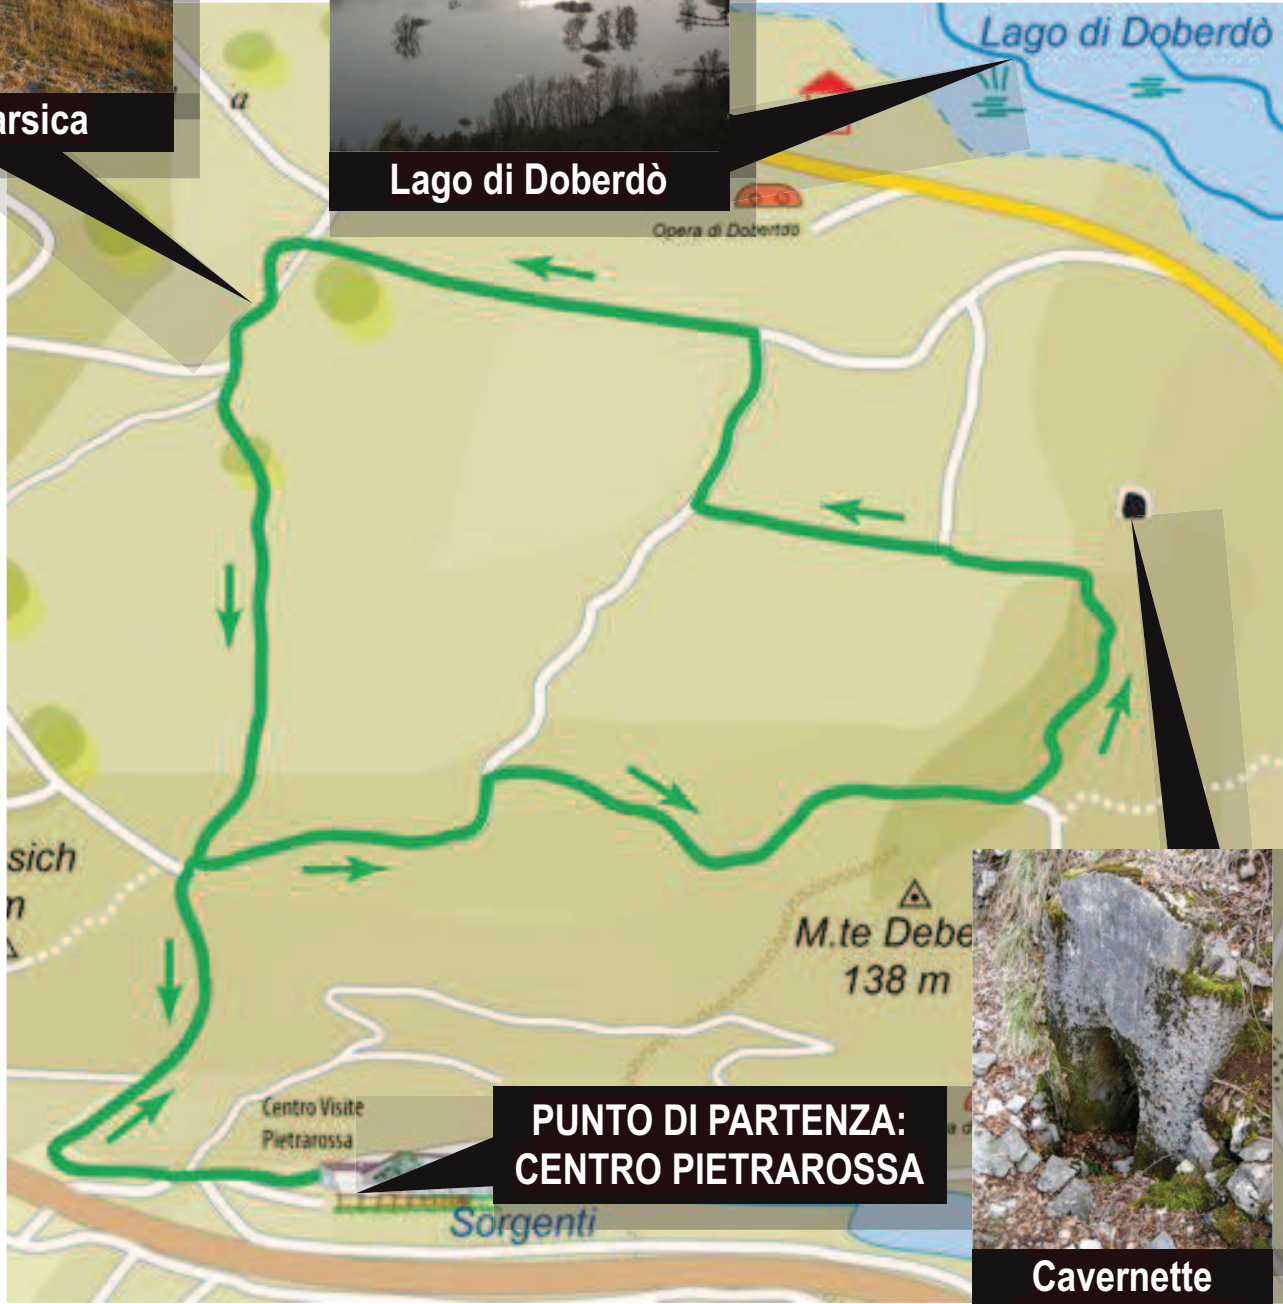 arsica
Lago di Doberdò
Lago di Doberdò
a
Opera di Doberdò
sich
M.te Debe
138 m
Centro Visite
Pietrarossa
PUNTO DI PARTENZA:
CENTRO PIETRAROSSA
Sorgenti
Cavernette